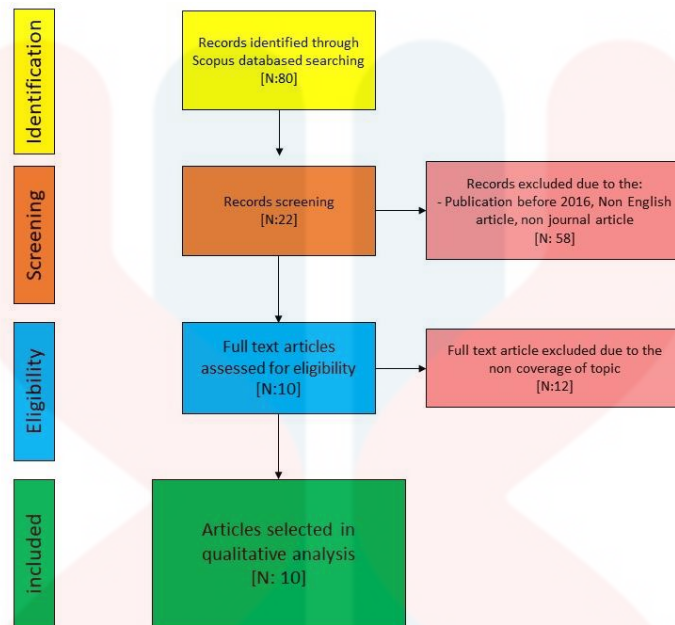 Identification
Records identified through
Scopus databased searching
[N:80]
Screening
Records screening
[N:22]
Records excluded due to the:
- Publication before 2016, Non English
article, non journal article
[N: 58]
Eligibility
Full text articles
assessed for eligibility
[N:10]
Full text article excluded due to the
non coverage of topic
[N:12]
included
Articles selected in
qualitative analysis
[N: 10]